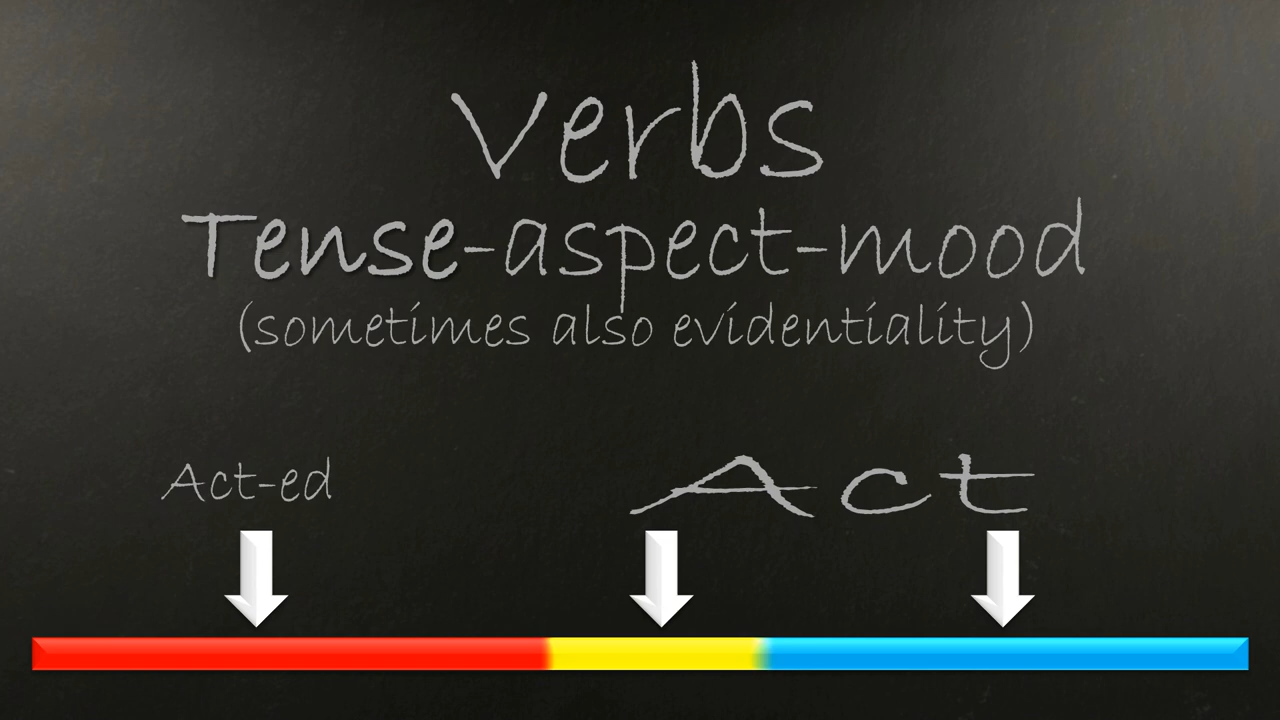 Verbs
Tense-aspect-mood
(sometimes also evidentiality)
Act-ed
Act